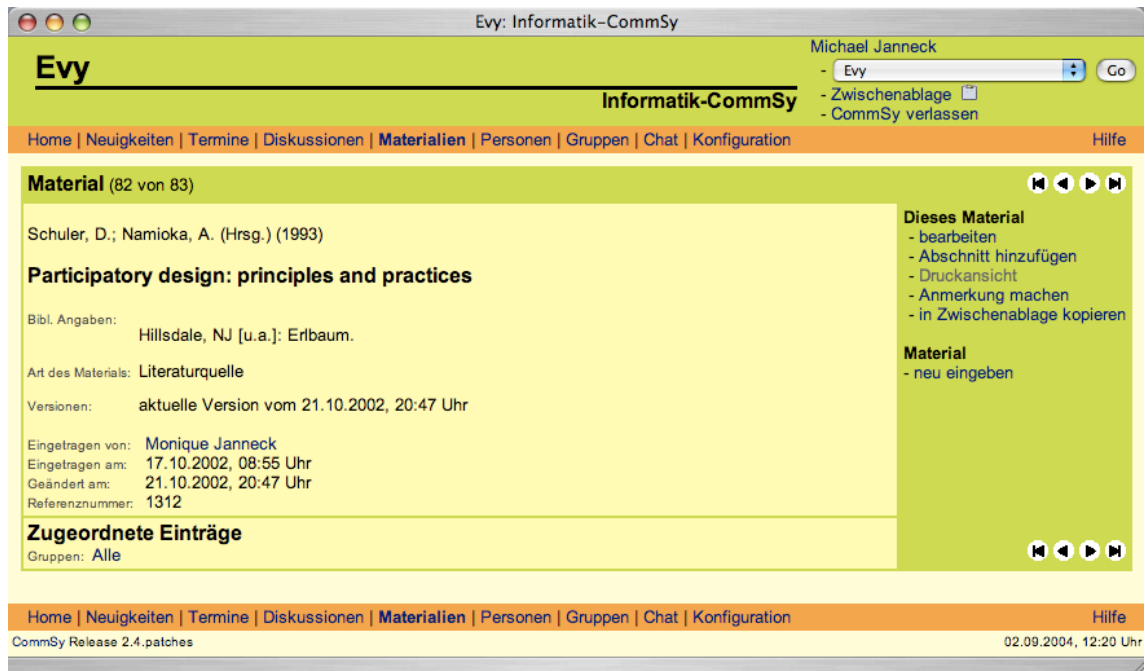 Evy: Informatik-CommSy
Evy
Informatik-CommSy
Michael Janneck
- Evy Go
- Zwischenablage
- CommSy verlassen
Home | Neuigkeiten | Termine | Diskussionen | Materialien | Personen | Gruppen | Chat | Konfiguration Hilfe
Material (82 von 83)
Schuler, D.; Namioka, A. (Hrsg.) (1993)
Participatory design: principles and practices
Bibl. Angaben:
Hillsdale, NJ [u.a.]: Erlbaum.
Art des Materials: Literaturquelle
Versionen: aktuelle Version vom 21.10.2002, 20:47 Uhr
Eingetragen von: Monique Janneck
Eingetragen am: 17.10.2002, 08:55 Uhr
Geändert am: 21.10.2002, 20:47 Uhr
Referenznummer: 1312
Zugeordnete Einträge
Gruppen: Alle
Dieses Material
- bearbeiten
- Abschnitt hinzufügen
- Druckansicht
- Anmerkung machen
- in Zwischenablage kopieren
Material
- neu eingeben
Home | Neuigkeiten | Termine | Diskussionen | Materialien | Personen | Gruppen | Chat | Konfiguration Hilfe
CommSy Release 2.4.patches 02.09.2004, 12:20 Uhr